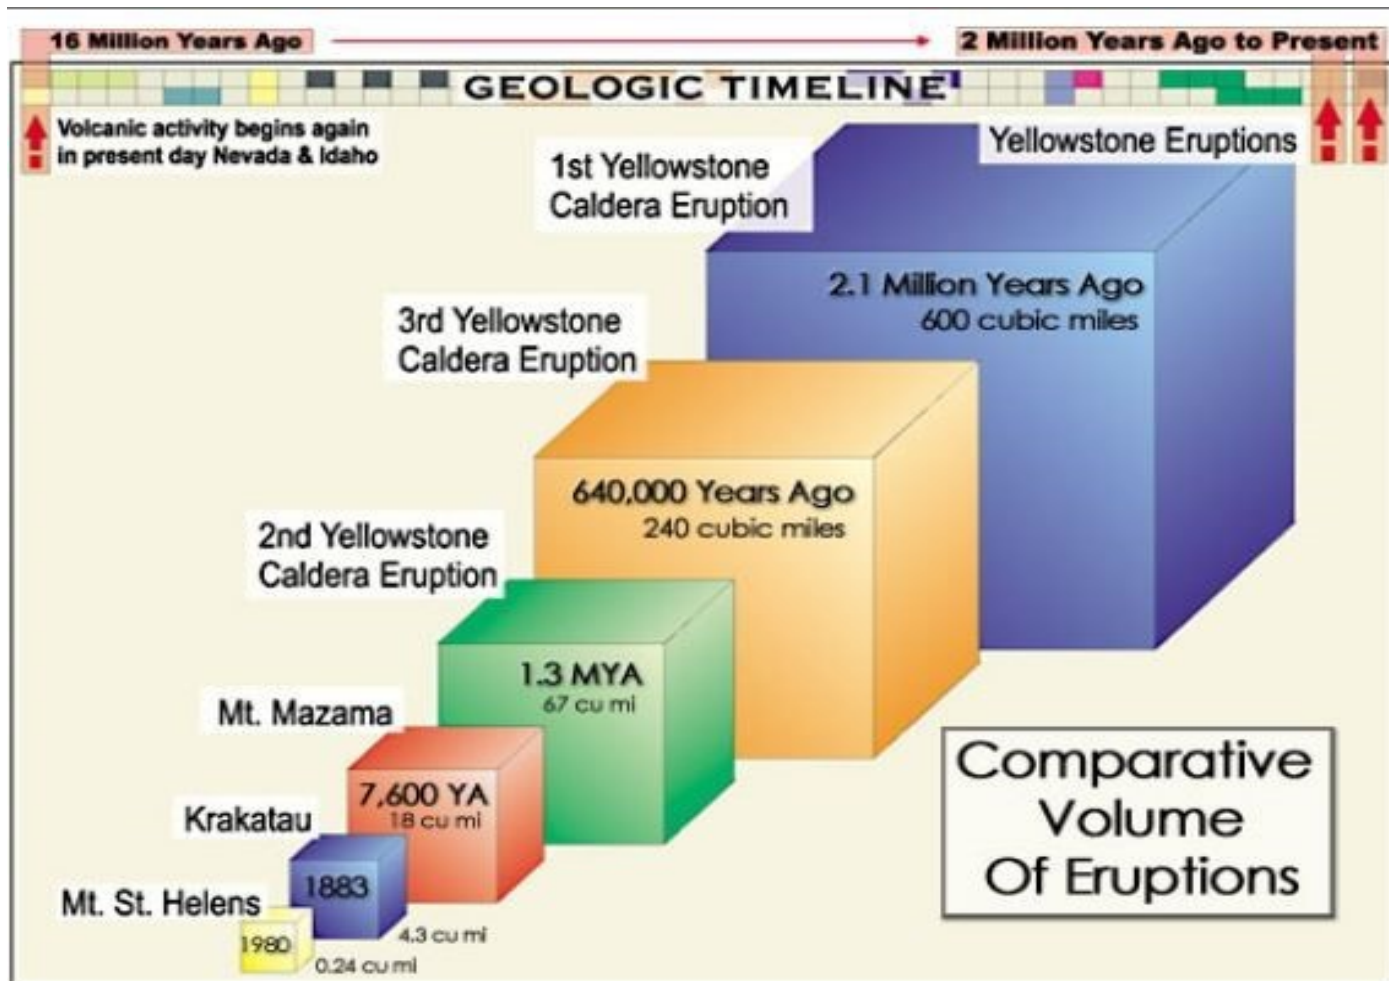 16 Million Years Ago
2 Million Years Ago to Present
GEOLOGIC TIMELINE
Volcanic activity begins again
in present day Nevada & Idaho
Yellowstone Eruptions
1st Yellowstone
Caldera Eruption
2.1 Million Years Ago
600 cubic miles
3rd Yellowstone
Caldera Eruption
640,000 Years Ago
240 cubic miles
2nd Yellowstone
Caldera Eruption
1.3 MYA
67 cu mi
Mt. Mazama
7,600 YA
18 cu mi
Krakatau
1883
4.3 cu mi
Mt. St. Helens
1980
0.24 cu mi
Comparative
Volume
Of Eruptions